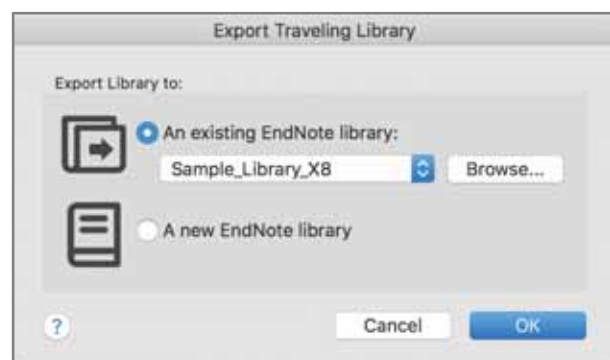 Export Traveling Library
Export Library to:
An existing EndNote library:
Sample_Library_X8
Browse...
A new EndNote library
?
Cancel
OK